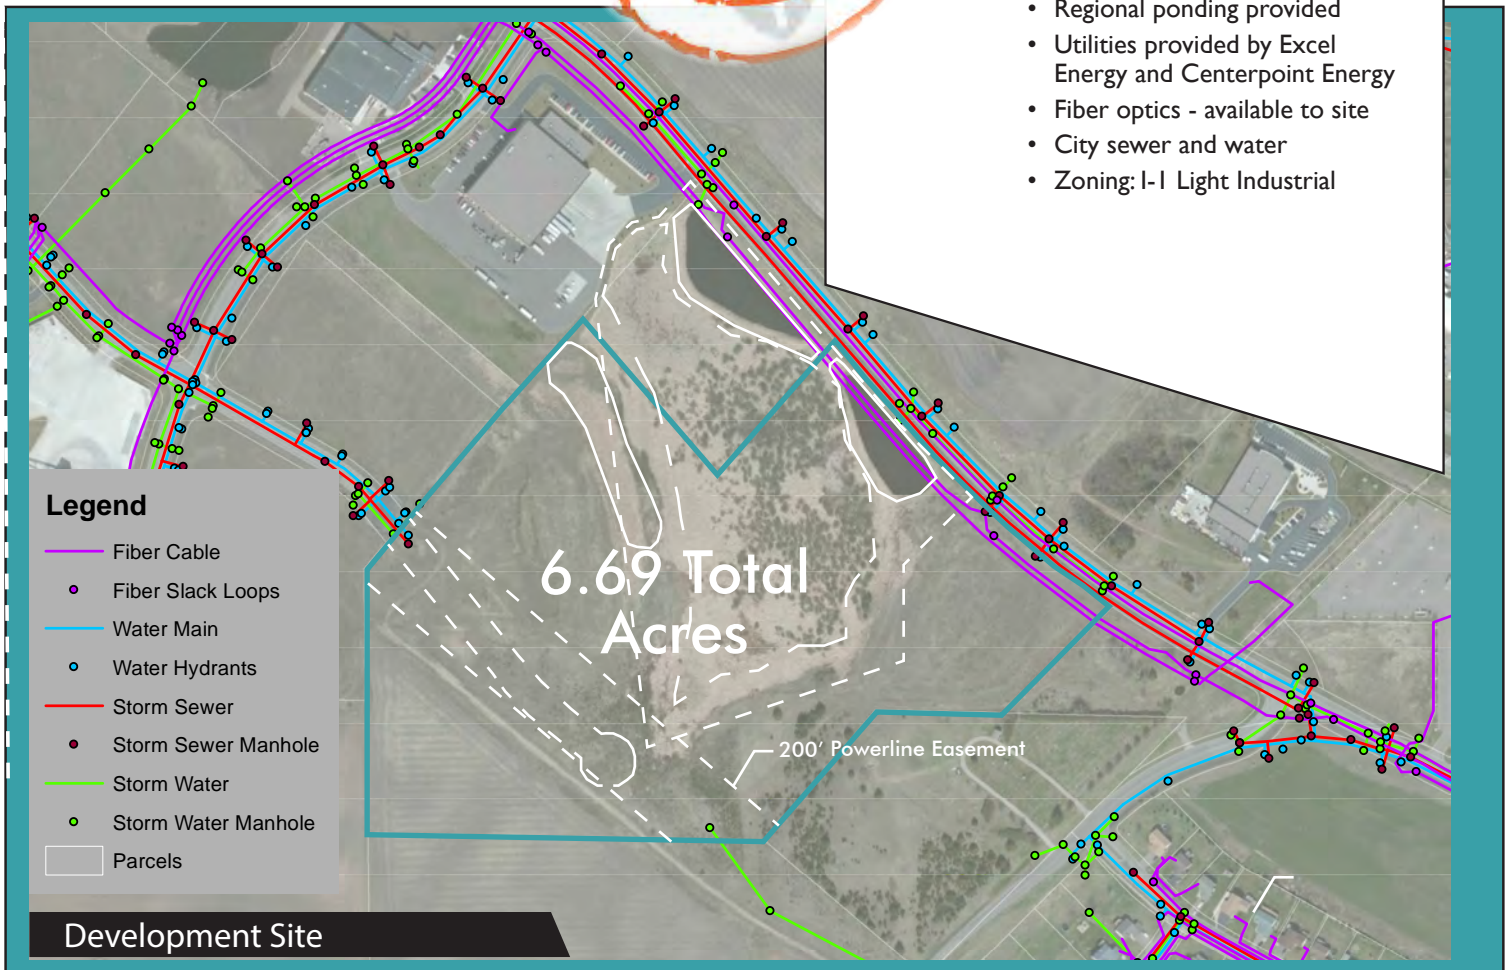 • Regional ponding provided
• Utilities provided by Excel
Energy and Centerpoint Energy
• Fiber optics - available to site
• City sewer and water
• Zoning: I-1 Light Industrial
6.69 Total
Acres
200' Powerline Easement
Legend
Fiber Cable
Fiber Slack Loops
Water Main
Water Hydrants
Storm Sewer
Storm Sewer Manhole
Storm Water
Storm Water Manhole
Parcels
Development Site